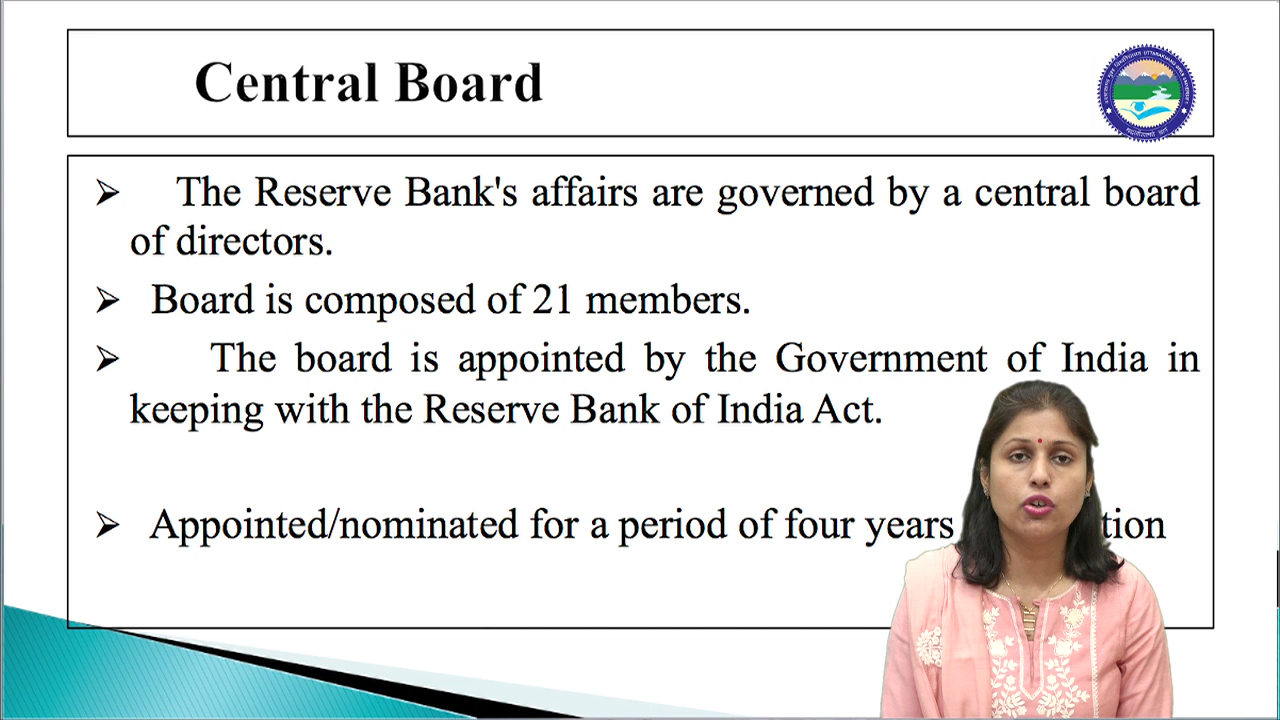 Central Board
➢ The Reserve Bank's affairs are governed by a central board
of directors.
➢ Board is composed of 21 members.
➢ The board is appointed by the Government of India in
keeping with the Reserve Bank of India Act.
➢ Appointed/nominated for a period of four years